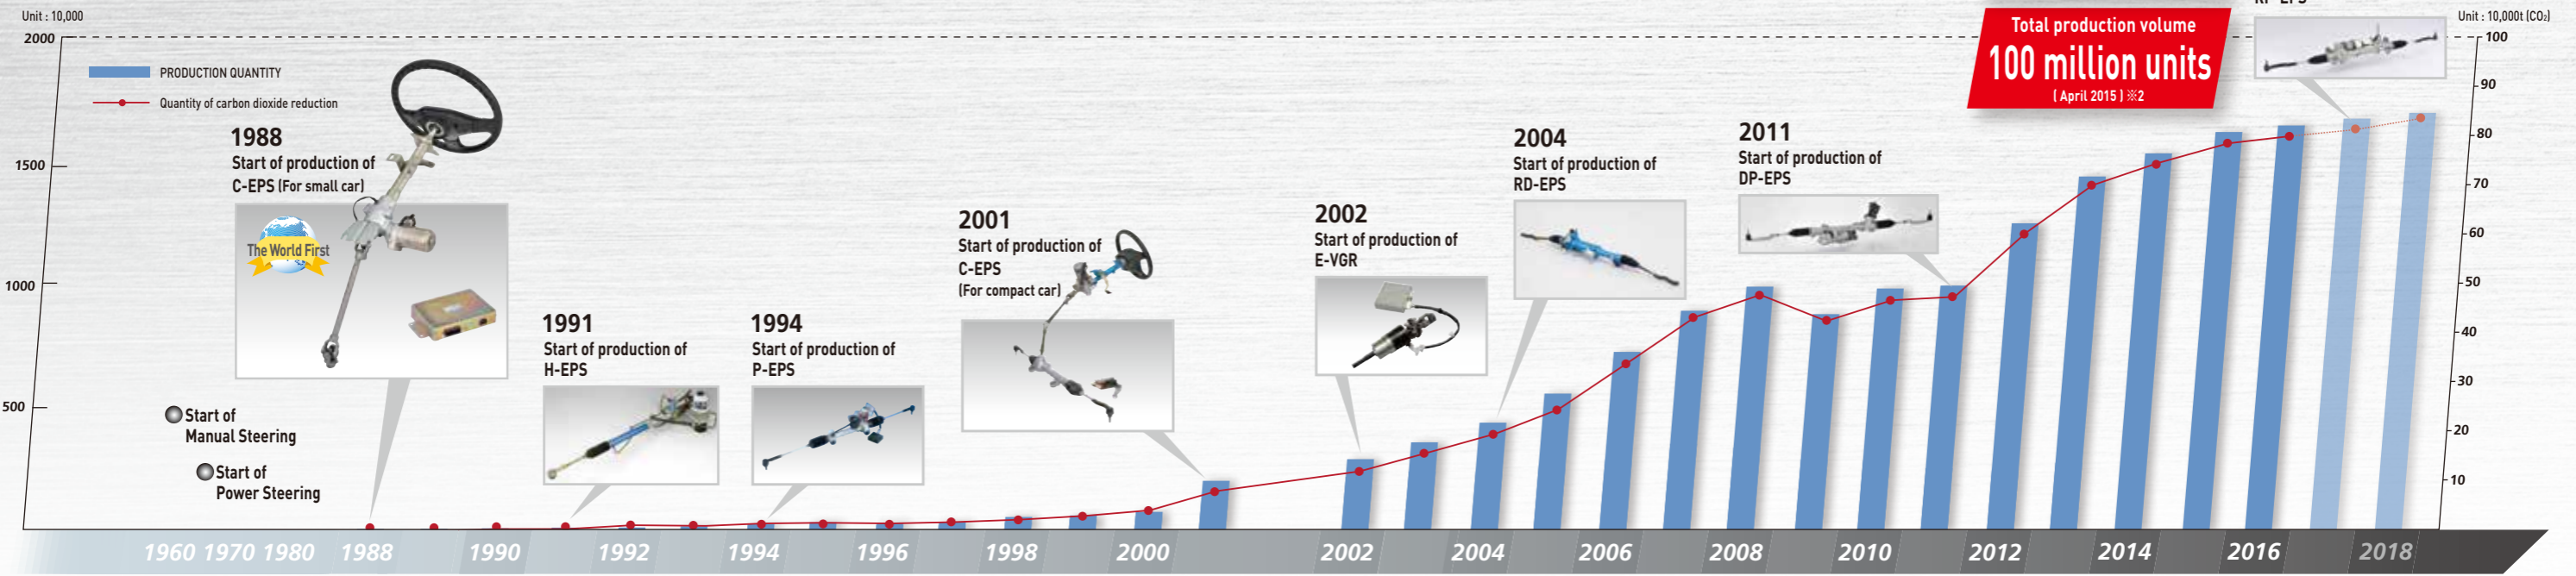 Unit : 10,000
2000
1500
1000
500
PRODUCTION QUANTITY
Quantity of carbon dioxide reduction
1988
Start of production of
C-EPS (For small car)
The World First
Start of
Manual Steering
Start of
Power Steering
1991
Start of production of
H-EPS
1994
Start of production of
P-EPS
2001
Start of production of
C-EPS
(For compact car)
2002
Start of production of
E-VGR
2004
Start of production of
RD-EPS
2011
Start of production of
DP-EPS
Total production volume
100 million units
( April 2015 ) ※2
Unit : 10,000t (CO₂)
100
90
80
70
60
50
40
30
20
10
1960 1970 1980 1988 1990 1992 1994 1996 1998 2000 2002 2004 2006 2008 2010 2012 2014 2016 2018